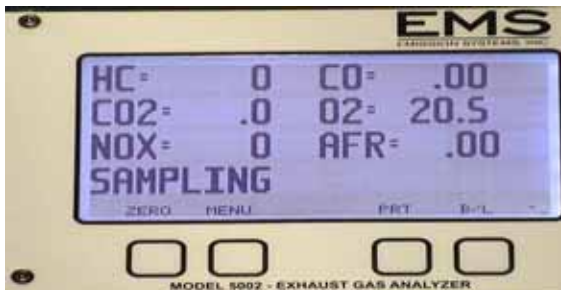 EMS
EMISSION SYSTEMS, INC.
HC= 0 CO= .00
CO2= .0 O2= 20.5
NOX= 0 AFR= .00
SAMPLING
ZERO MENU PRT
MODEL 5002 - EXHAUST GAS ANALYZER